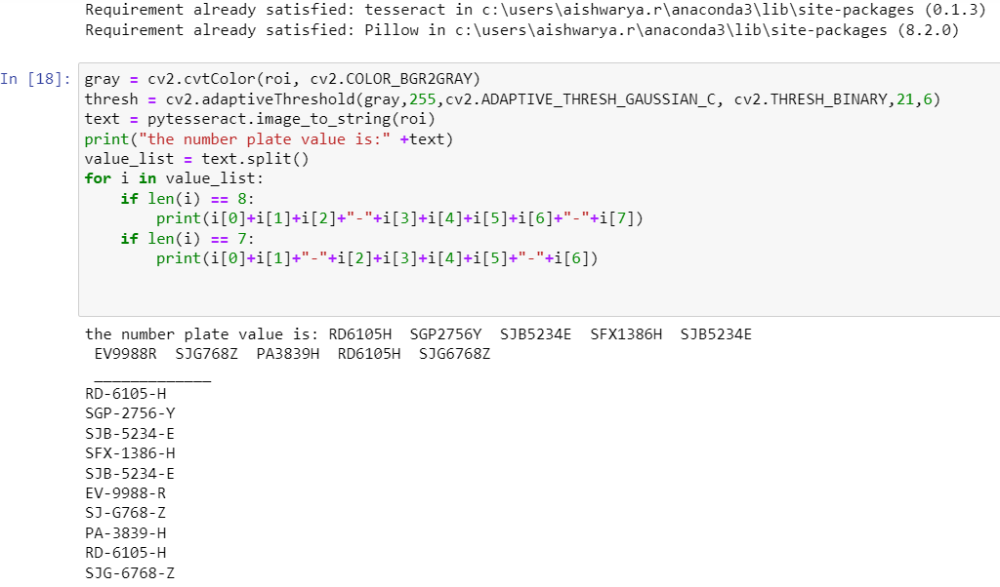 Requirement already satisfied: tesseract in c:\users\aishwarya.r\anaconda3\lib\site-packages (0.1.3)
Requirement already satisfied: Pillow in c:\users\aishwarya.r\anaconda3\lib\site-packages (8.2.0)
In [18]: gray = cv2.cvtColor(roi, cv2.COLOR_BGR2GRAY)
thresh = cv2.adaptiveThreshold(gray,255,cv2.ADAPTIVE_THRESH_GAUSSIAN_C, cv2.THRESH_BINARY,21,6)
text = pytesseract.image_to_string(roi)
print("the number plate value is:" +text)
value_list = text.split()
for i in value_list:
    if len(i) == 8:
        print(i[0]+i[1]+i[2]+"-"+i[3]+i[4]+i[5]+i[6]+"-"+i[7])
    if len(i) == 7:
        print(i[0]+i[1]+"-"+i[2]+i[3]+i[4]+i[5]+"-"+i[6])
the number plate value is: RD6105H  SGP2756Y  SJB5234E  SFX1386H  SJB5234E
 EV9988R  SJG768Z  PA3839H  RD6105H  SJG6768Z
 _____________
RD-6105-H
SGP-2756-Y
SJB-5234-E
SFX-1386-H
SJB-5234-E
EV-9988-R
SJ-G768-Z
PA-3839-H
RD-6105-H
SJG-6768-Z